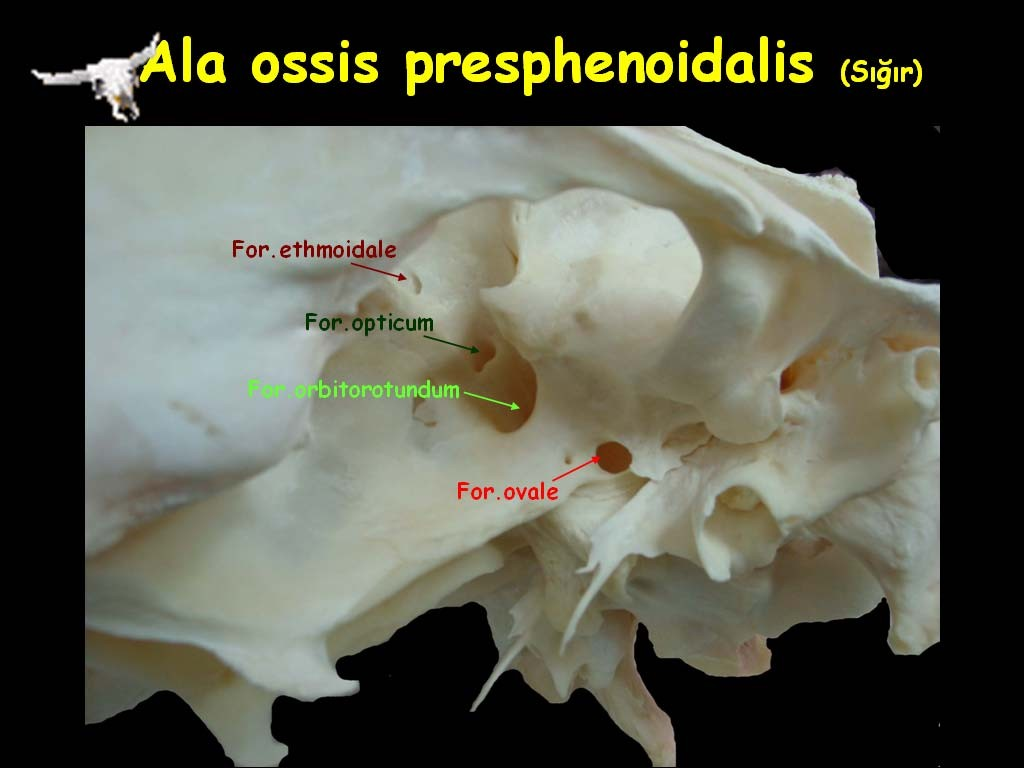 Ala ossis presphenoidalis (Sığır)
For.ethmoidale
For.opticum
For.orbitorotundum
For.ovale